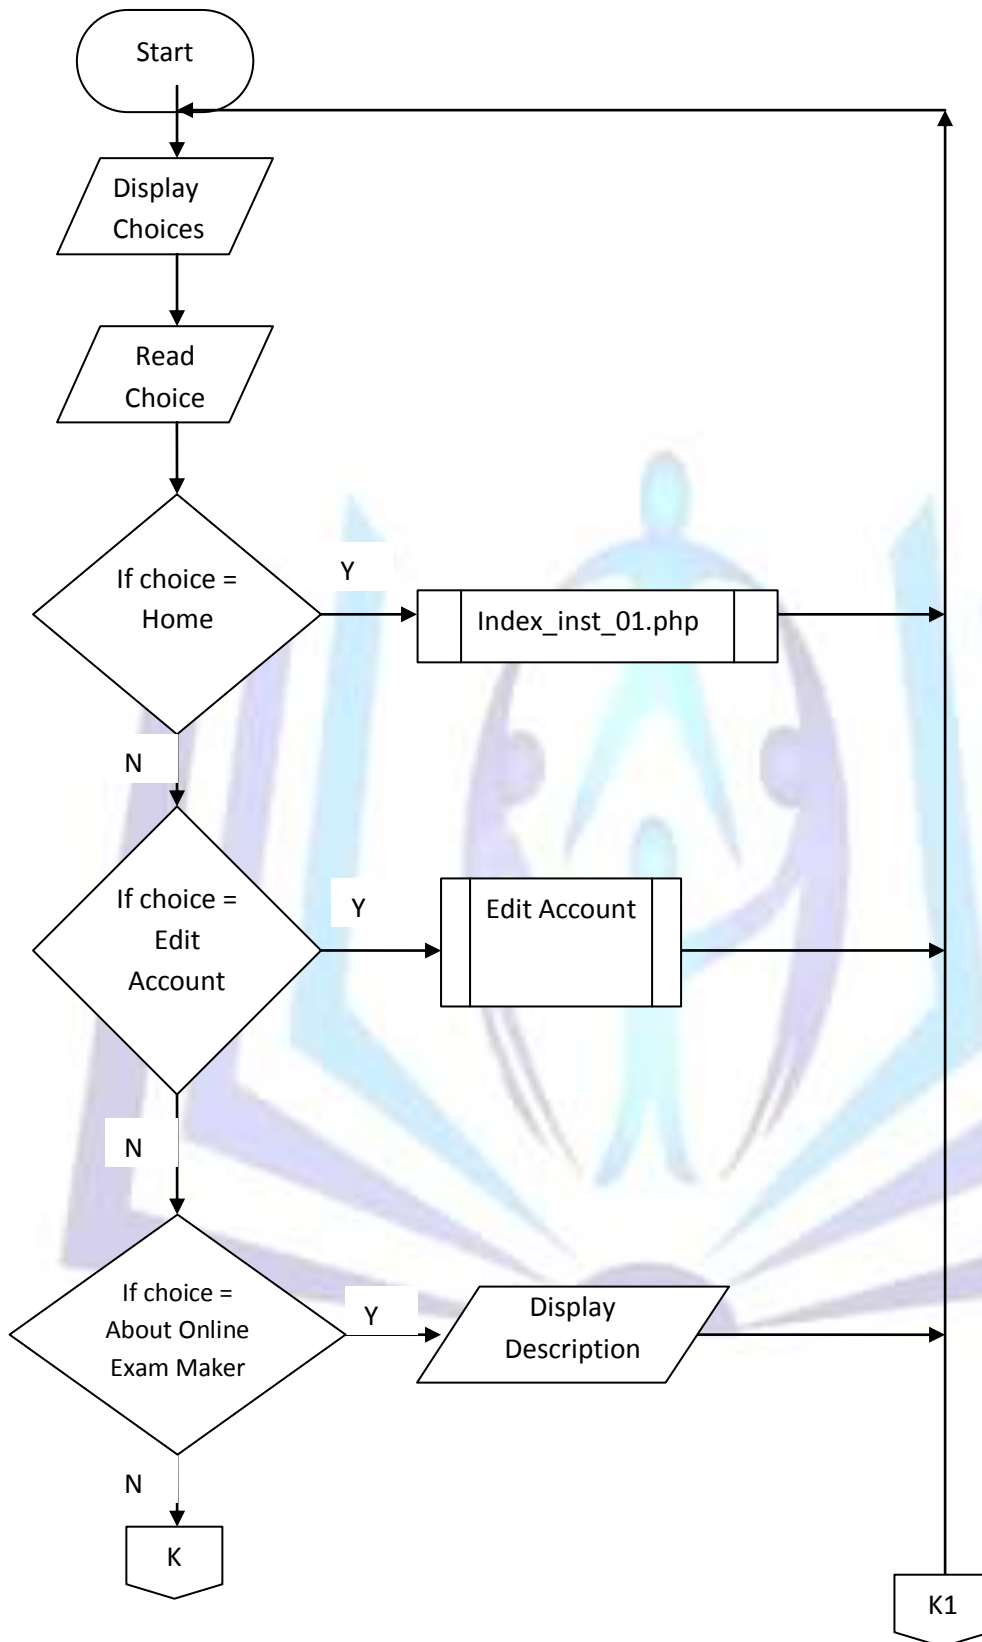 Start
Display
Choices
Read
Choice
If choice =
Home
Y
Index_inst_01.php
N
If choice =
Edit
Account
Y
Edit Account
N
If choice =
About Online
Exam Maker
Y
Display
Description
N
K
K1